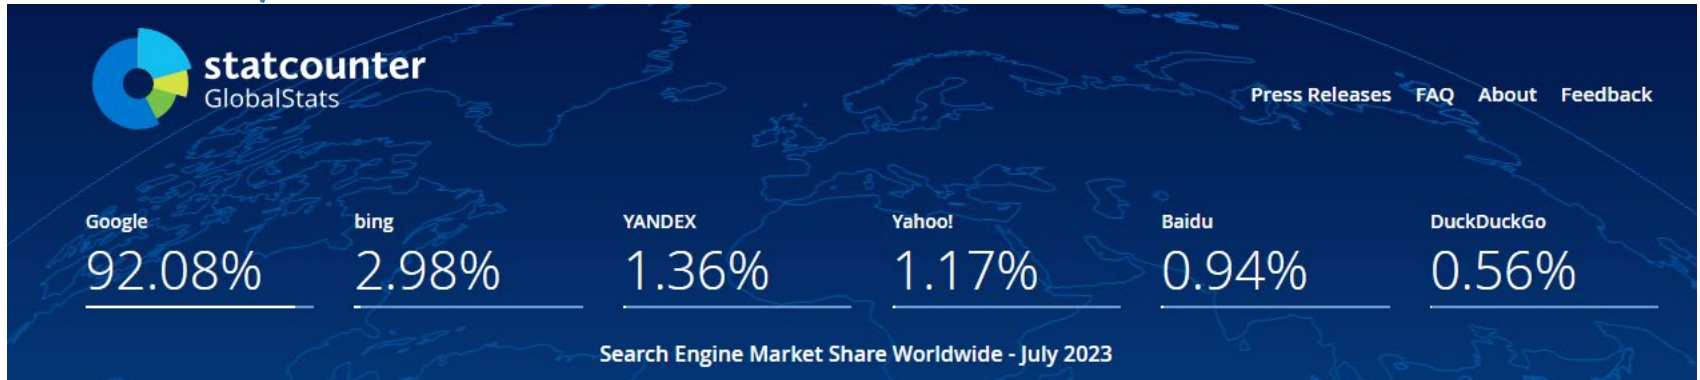 statcounter
GlobalStats
Press Releases FAQ About Feedback
Google bing YANDEX Yahoo! Baidu DuckDuckGo
92.08% 2.98% 1.36% 1.17% 0.94% 0.56%
Search Engine Market Share Worldwide - July 2023